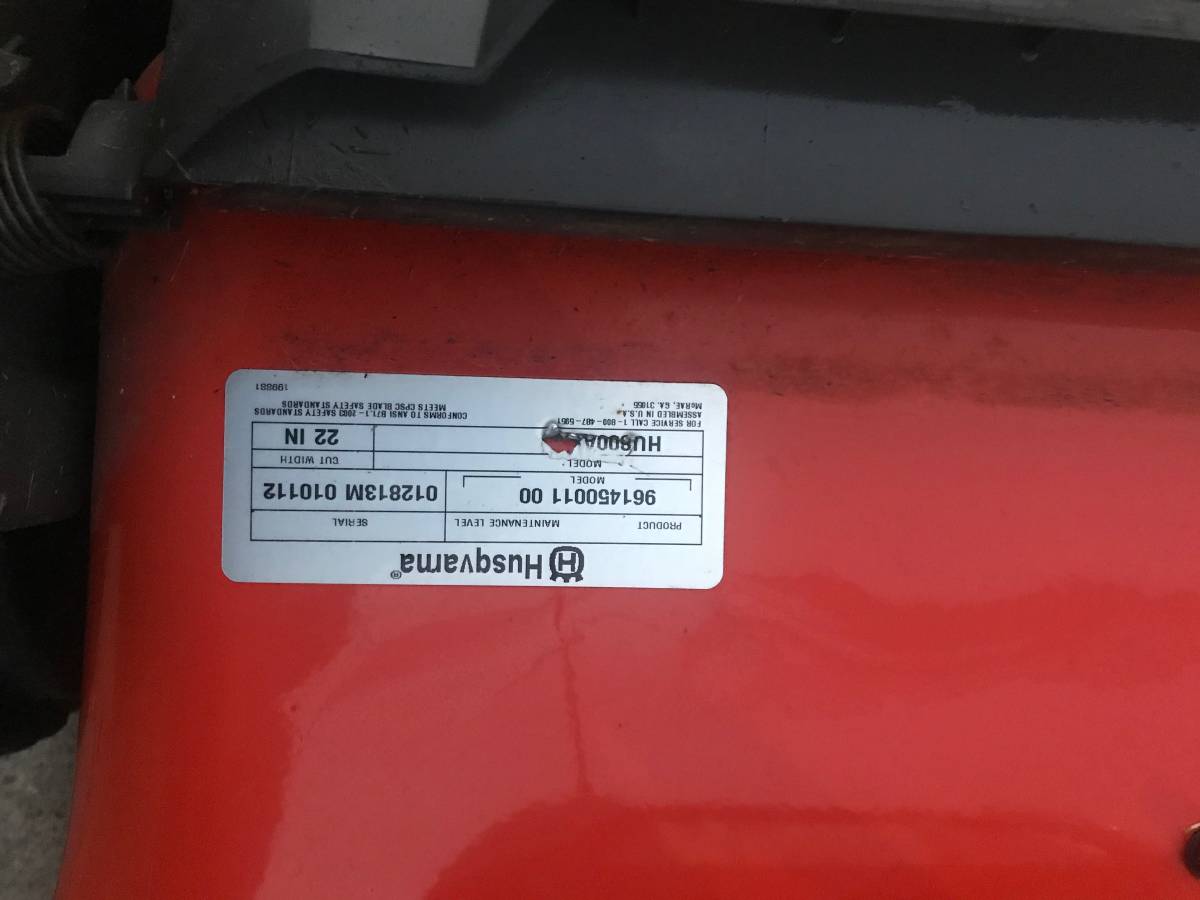 Husqvarna®
PRODUCT MAINTENANCE LEVEL SERIAL
961450011 00 012813M 010112
MODEL
MODEL CUT WIDTH
22 IN
FOR SERVICE CALL 1-800-487-5951
ASSEMBLED IN U.S.A. CONFORMS TO ANSI B71.1-2003 SAFETY STANDARDS
McRAE, GA. 31055 MEETS CPSC BLADE SAFETY STANDARDS
199881